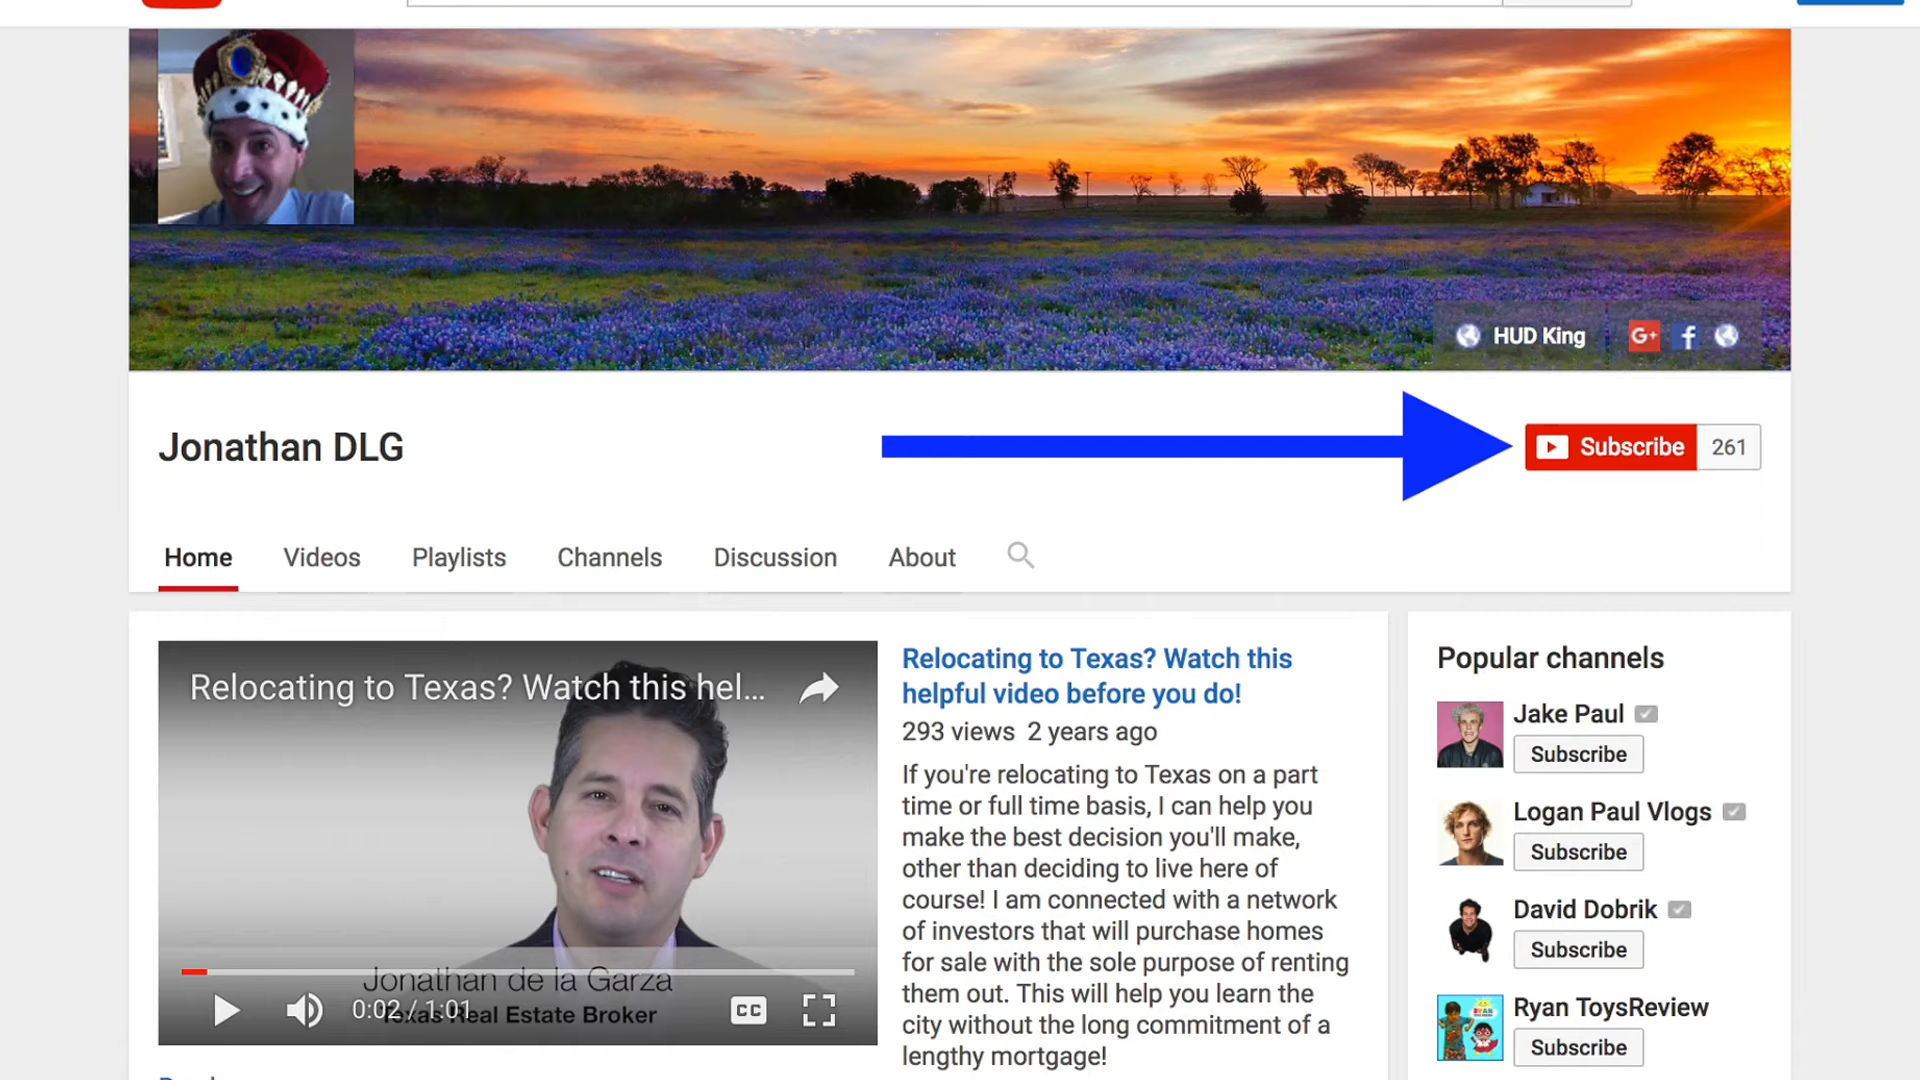 HUD King
G+ f
Jonathan DLG
Subscribe 261
Home Videos Playlists Channels Discussion About
Relocating to Texas? Watch this hel...
Jonathan de la Garza
Texas Real Estate Broker
0:02 / 1:01
CC
Relocating to Texas? Watch this
helpful video before you do!
293 views 2 years ago
If you're relocating to Texas on a part
time or full time basis, I can help you
make the best decision you'll make,
other than deciding to live here of
course! I am connected with a network
of investors that will purchase homes
for sale with the sole purpose of renting
them out. This will help you learn the
city without the long commitment of a
lengthy mortgage!
Popular channels
Jake Paul
Subscribe
Logan Paul Vlogs
Subscribe
David Dobrik
Subscribe
Ryan ToysReview
Subscribe